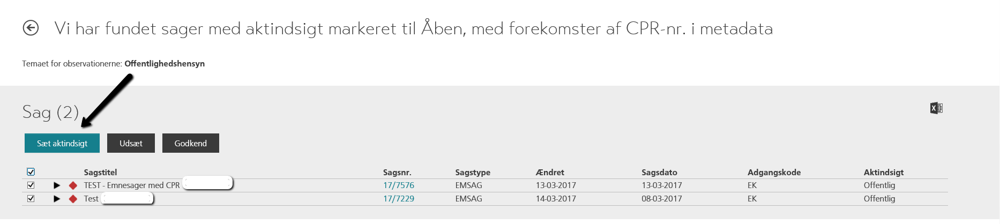 Vi har fundet sager med aktindsigt markeret til Åben, med forekomster af CPR-nr. i metadata
Temaet for observationerne: Offentlighedshensyn
Sag (2)
Sæt aktindsigt Udsæt Godkend
Sagstitel Sagsnr. Sagstype Ændret Sagsdato Adgangskode Aktindsigt
TEST - Emnesager med CPR 17/7576 EMSAG 13-03-2017 13-03-2017 EK Offentlig
Test 17/7229 EMSAG 14-03-2017 08-03-2017 EK Offentlig